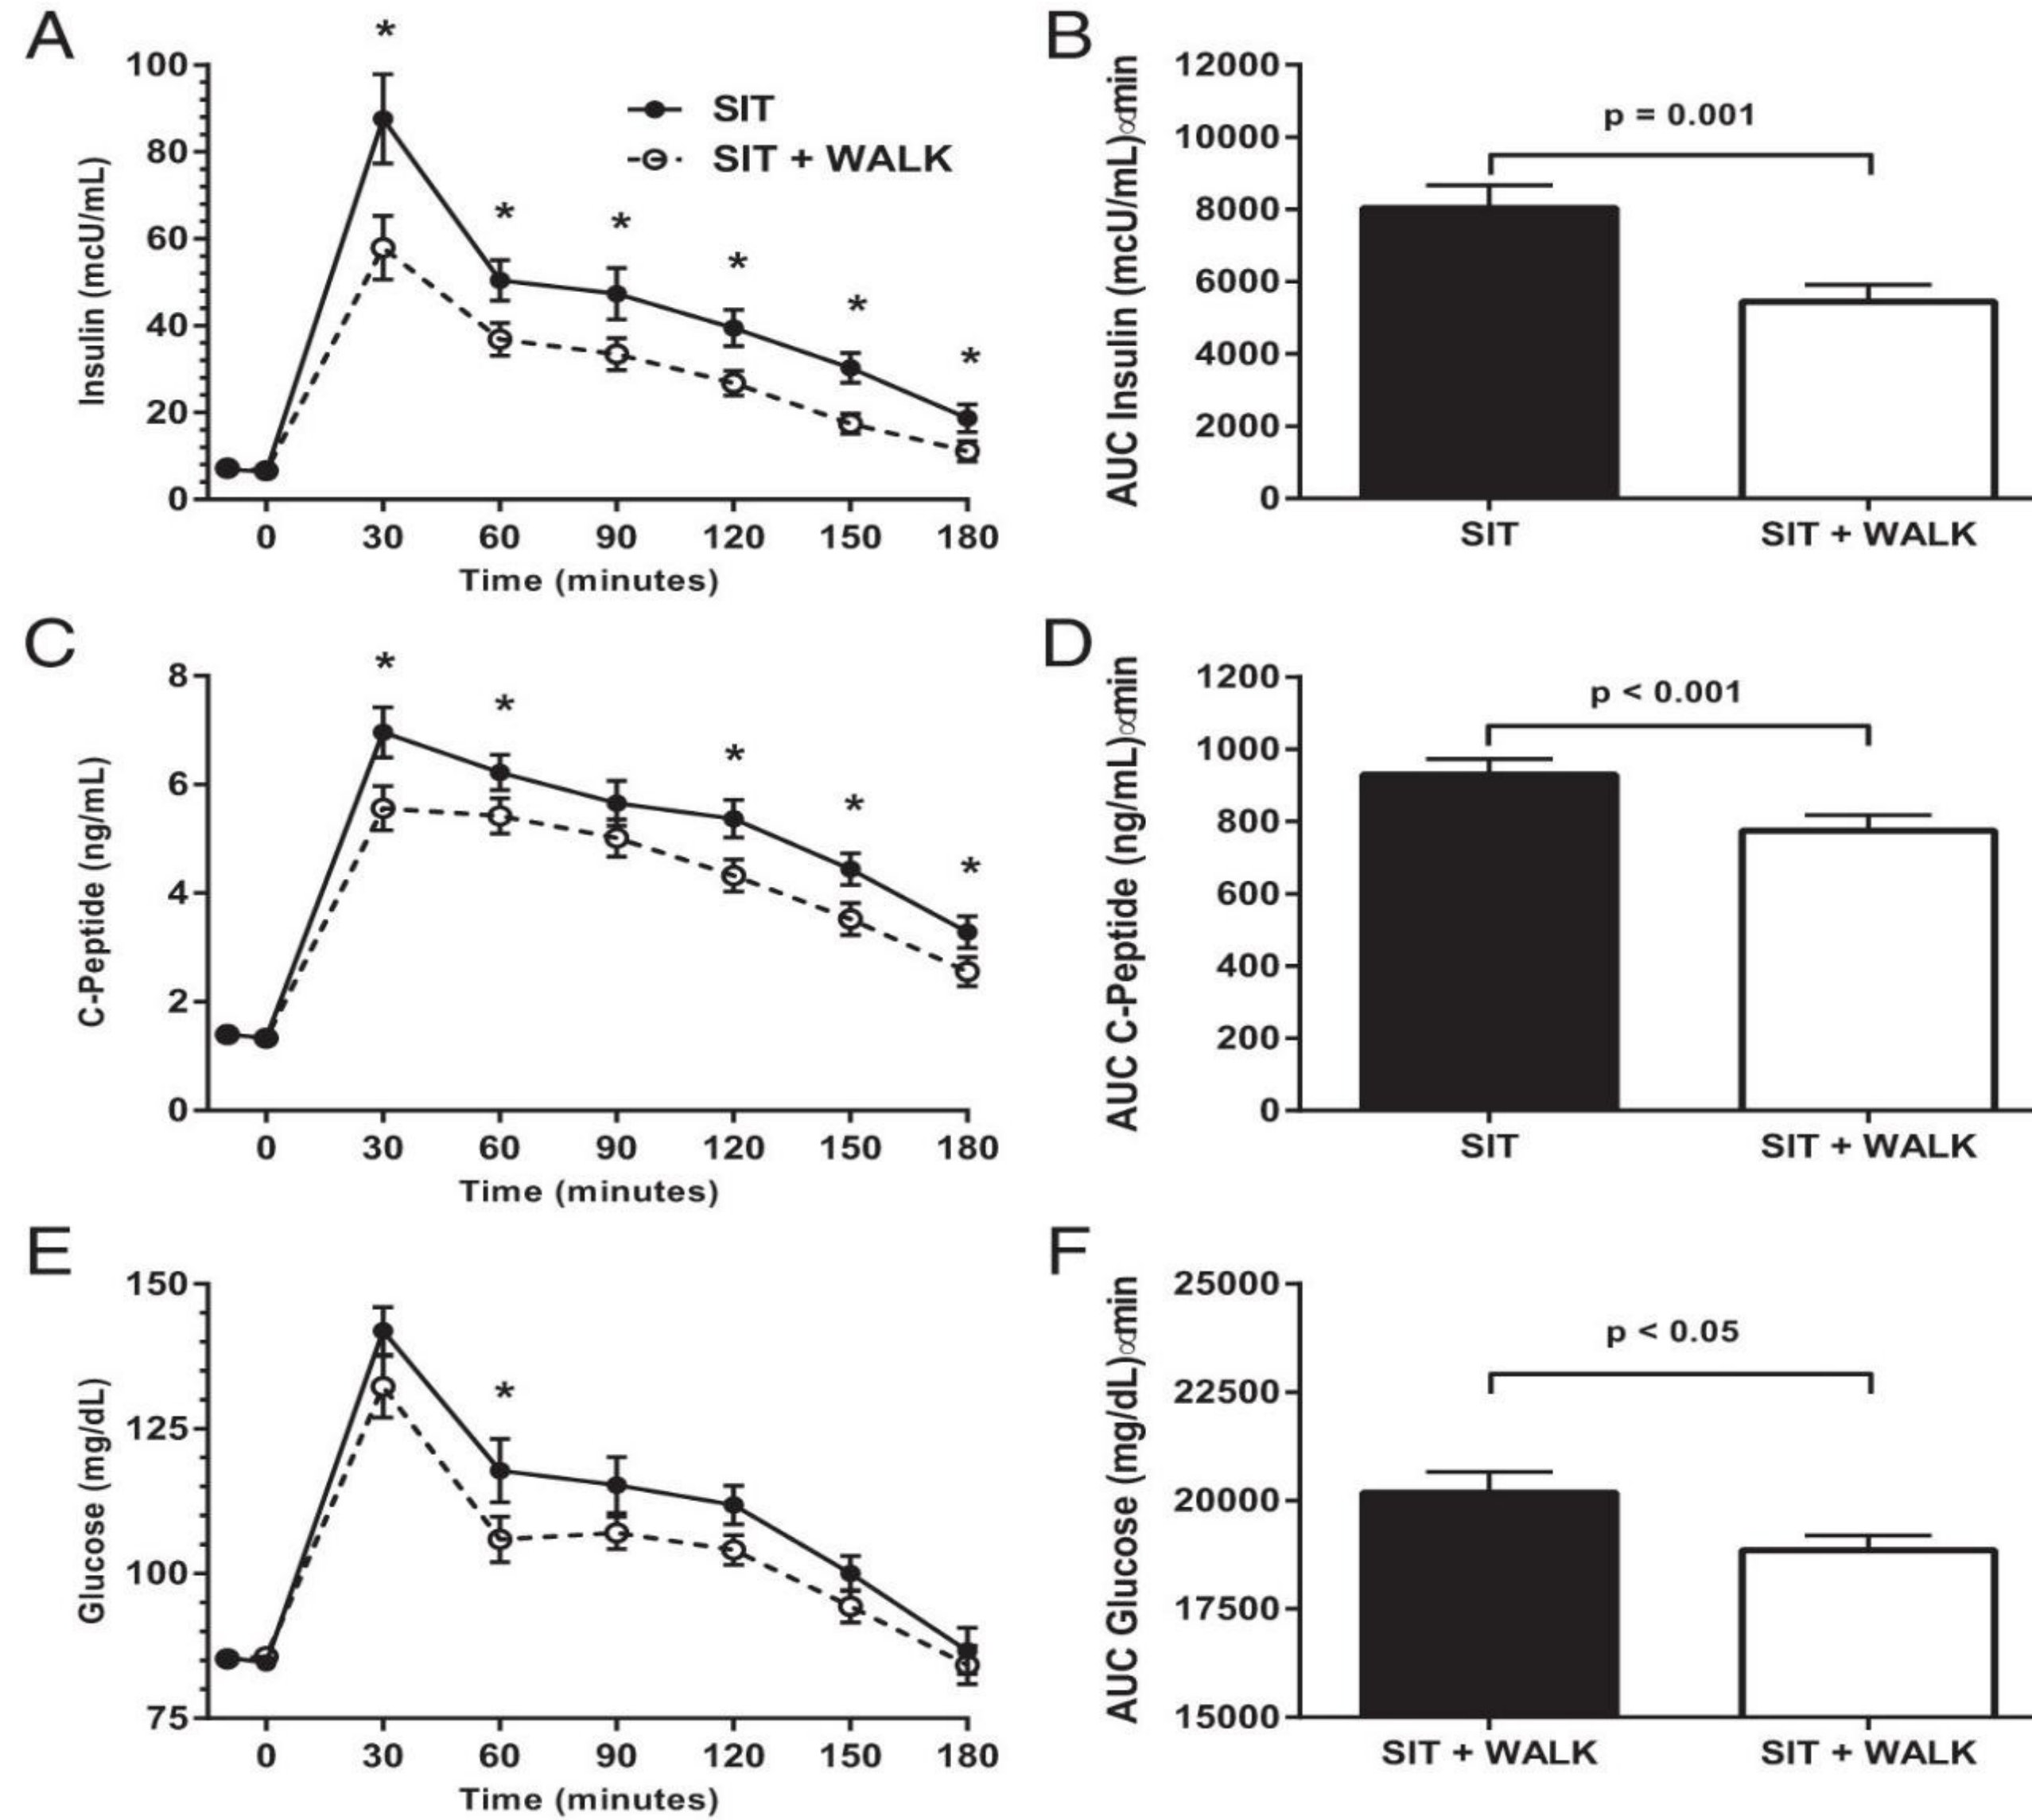 A
*
100
80
60
40
20
0
Insulin (mcU/mL)
SIT
SIT + WALK
*
*
*
*
*
0 30 60 90 120 150 180
Time (minutes)
B
12000
10000
8000
6000
4000
2000
0
AUC Insulin (mcU/mL)∝min
p = 0.001
SIT SIT + WALK
C
8
6
4
2
0
C-Peptide (ng/mL)
*
*
*
*
*
0 30 60 90 120 150 180
Time (minutes)
D
1200
1000
800
600
400
200
0
AUC C-Peptide (ng/mL)∝min
p < 0.001
SIT SIT + WALK
E
150
125
100
75
Glucose (mg/dL)
*
0 30 60 90 120 150 180
Time (minutes)
F
25000
22500
20000
17500
15000
AUC Glucose (mg/dL)∝min
p < 0.05
SIT + WALK SIT + WALK